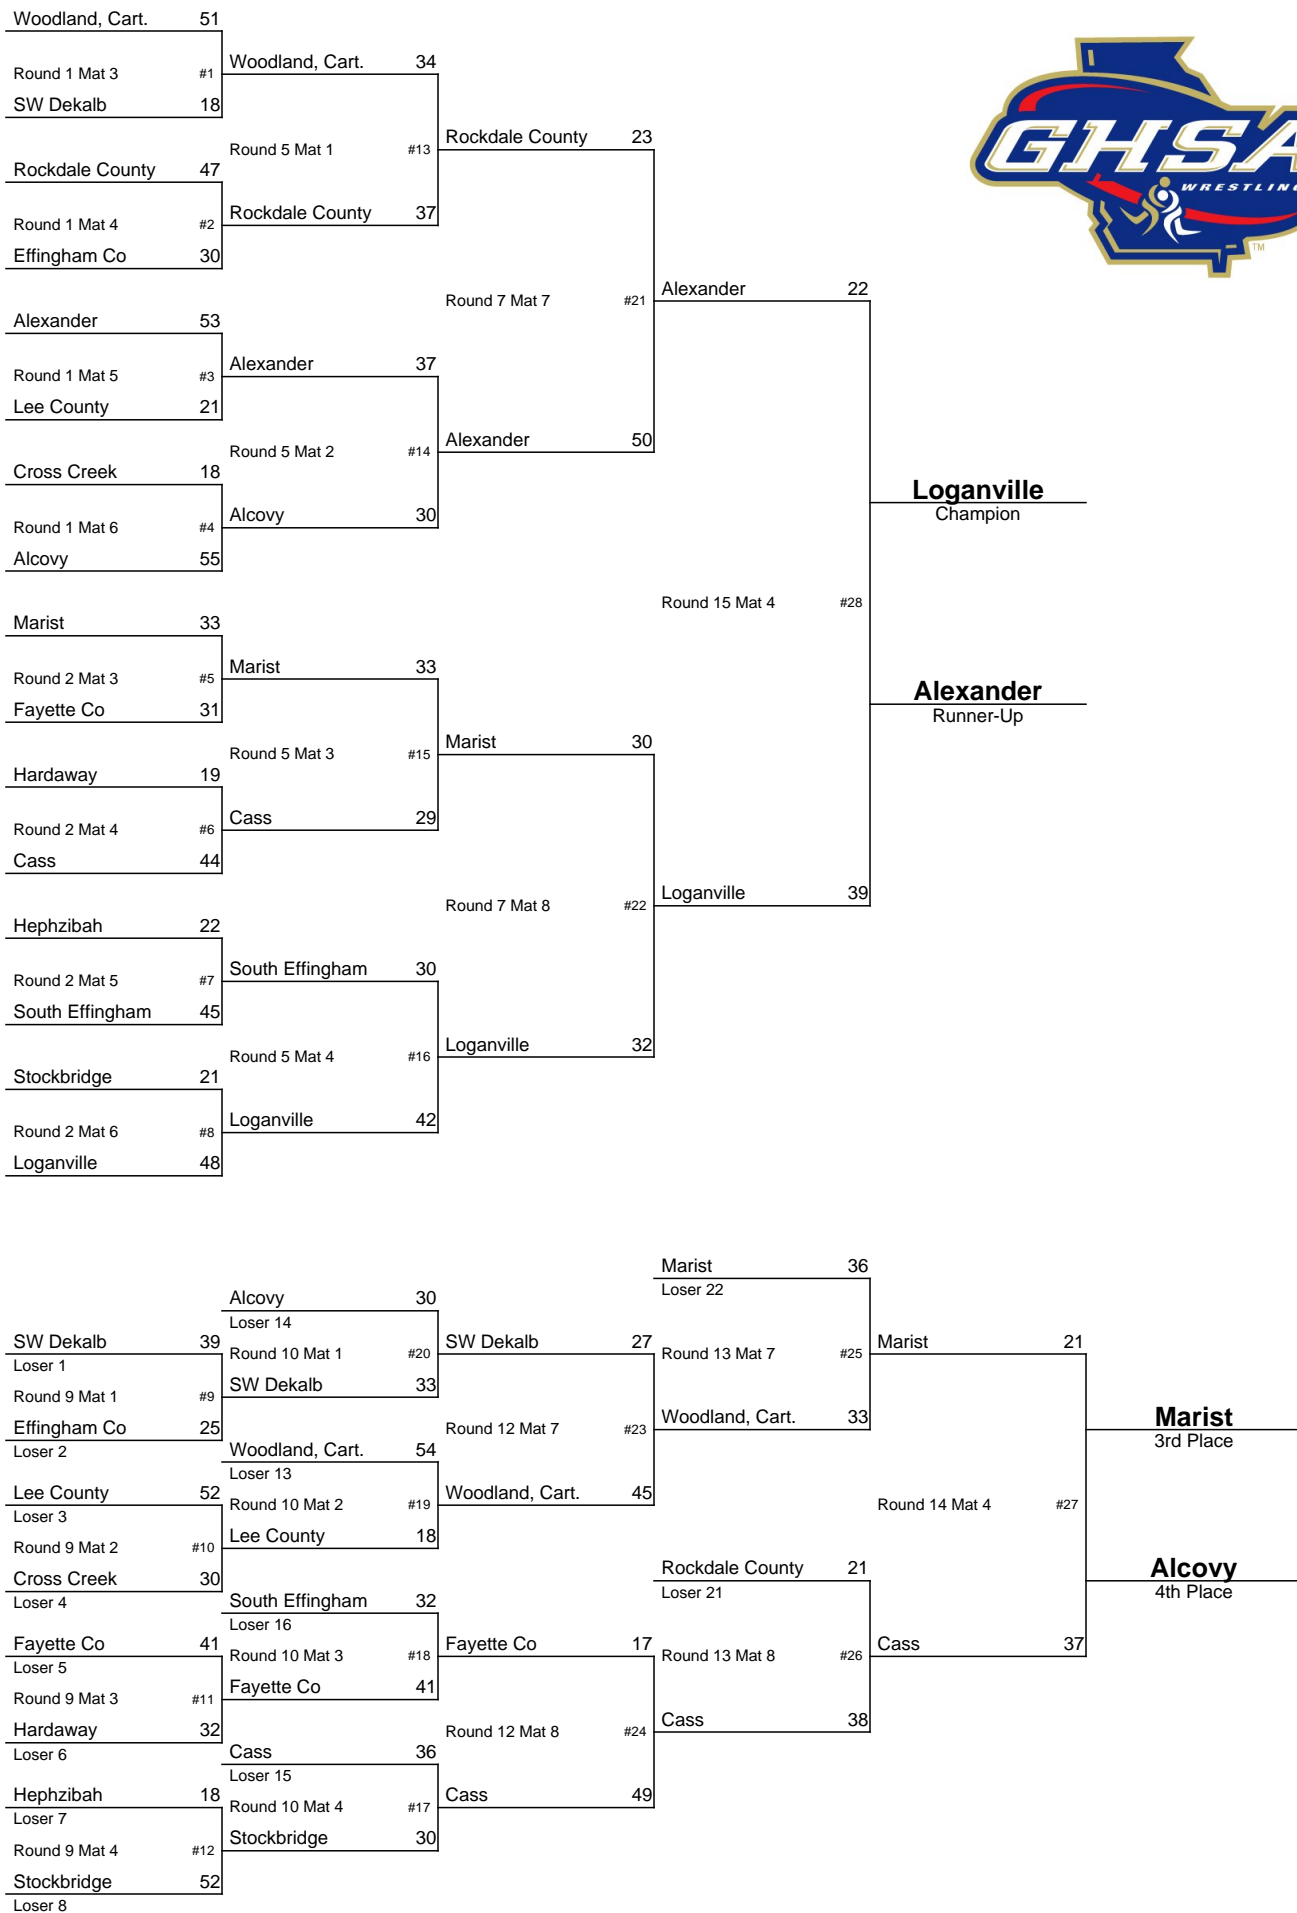 Woodland, Cart. 51
Round 1 Mat 3 #1
SW Dekalb 18
Woodland, Cart. 34
Rockdale County 47
Round 1 Mat 4 #2
Effingham Co 30
Round 5 Mat 1 #13
Rockdale County 37
Rockdale County 23
Alexander 53
Round 1 Mat 5 #3
Lee County 21
Alexander 37
Cross Creek 18
Round 1 Mat 6 #4
Alcovy 55
Round 5 Mat 2 #14
Alcovy 30
Alexander 50
Round 7 Mat 7 #21
Alexander 22
GHSA
WRESTLING
TM
Marist 33
Round 2 Mat 3 #5
Fayette Co 31
Marist 33
Hardaway 19
Round 2 Mat 4 #6
Cass 44
Round 5 Mat 3 #15
Cass 29
Marist 30
Hephzibah 22
Round 2 Mat 5 #7
South Effingham 45
South Effingham 30
Stockbridge 21
Round 2 Mat 6 #8
Loganville 48
Round 5 Mat 4 #16
Loganville 42
Loganville 32
Round 7 Mat 8 #22
Loganville 39
Round 15 Mat 4 #28
Loganville
Champion
Alexander
Runner-Up
SW Dekalb 39
Loser 1
Round 9 Mat 1 #9
Effingham Co 25
Loser 2
Alcovy 30
Loser 14
Round 10 Mat 1 #20
SW Dekalb 33
Lee County 52
Loser 3
Round 9 Mat 2 #10
Cross Creek 30
Loser 4
Woodland, Cart. 54
Loser 13
Round 10 Mat 2 #19
Lee County 18
SW Dekalb 27
Round 12 Mat 7 #23
Woodland, Cart. 45
Marist 36
Loser 22
Round 13 Mat 7 #25
Woodland, Cart. 33
Fayette Co 41
Loser 5
Round 9 Mat 3 #11
Hardaway 32
Loser 6
South Effingham 32
Loser 16
Round 10 Mat 3 #18
Fayette Co 41
Hephzibah 18
Loser 7
Round 9 Mat 4 #12
Stockbridge 52
Loser 8
Cass 36
Loser 15
Round 10 Mat 4 #17
Stockbridge 30
Fayette Co 17
Round 12 Mat 8 #24
Cass 49
Rockdale County 21
Loser 21
Round 13 Mat 8 #26
Cass 38
Marist 21
Round 14 Mat 4 #27
Cass 37
Marist
3rd Place
Alcovy
4th Place